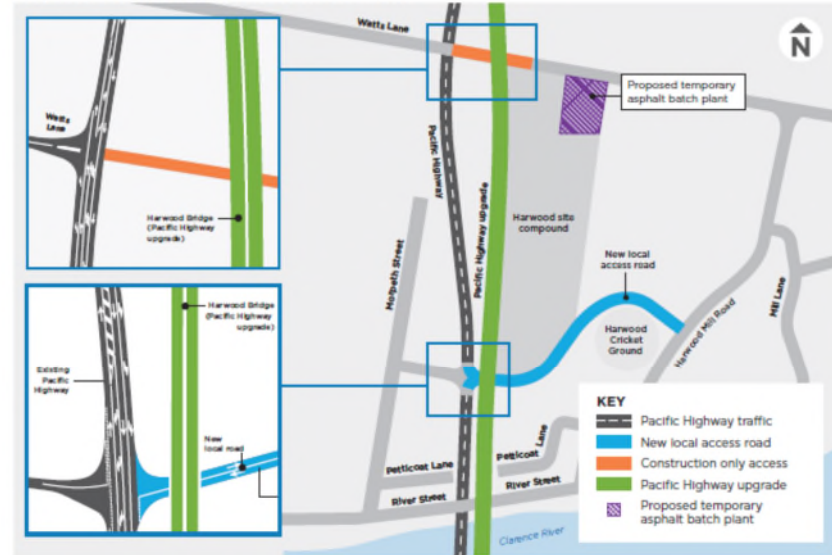 Watts Lane
N
Proposed temporary
asphalt batch plant
Watts
Lane
Harwood Bridge
(Pacific Highway
upgrade)
Pacific Highway
Pacific Highway upgrade
Harwood site
compound
Morpeth Street
New local
access road
Harwood
Cricket
Ground
Harwood Mill Road
Mill Lane
Harwood Bridge
(Pacific Highway
upgrade)
Existing
Pacific
Highway
New
local road
Petticoat Lane
Petticoat
Lane
River Street
River Street
Clarence River
KEY
Pacific Highway traffic
New local access road
Construction only access
Pacific Highway upgrade
Proposed temporary
asphalt batch plant